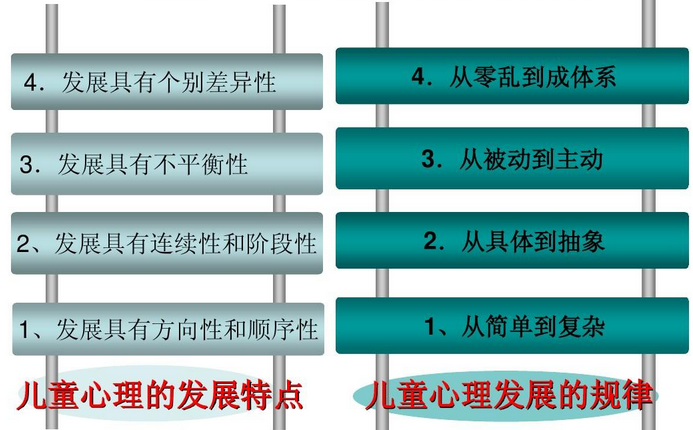 4．发展具有个别差异性
3．发展具有不平衡性
2、发展具有连续性和阶段性
1、发展具有方向性和顺序性
儿童心理的发展特点
4．从零乱到成体系
3．从被动到主动
2．从具体到抽象
1、从简单到复杂
儿童心理发展的规律